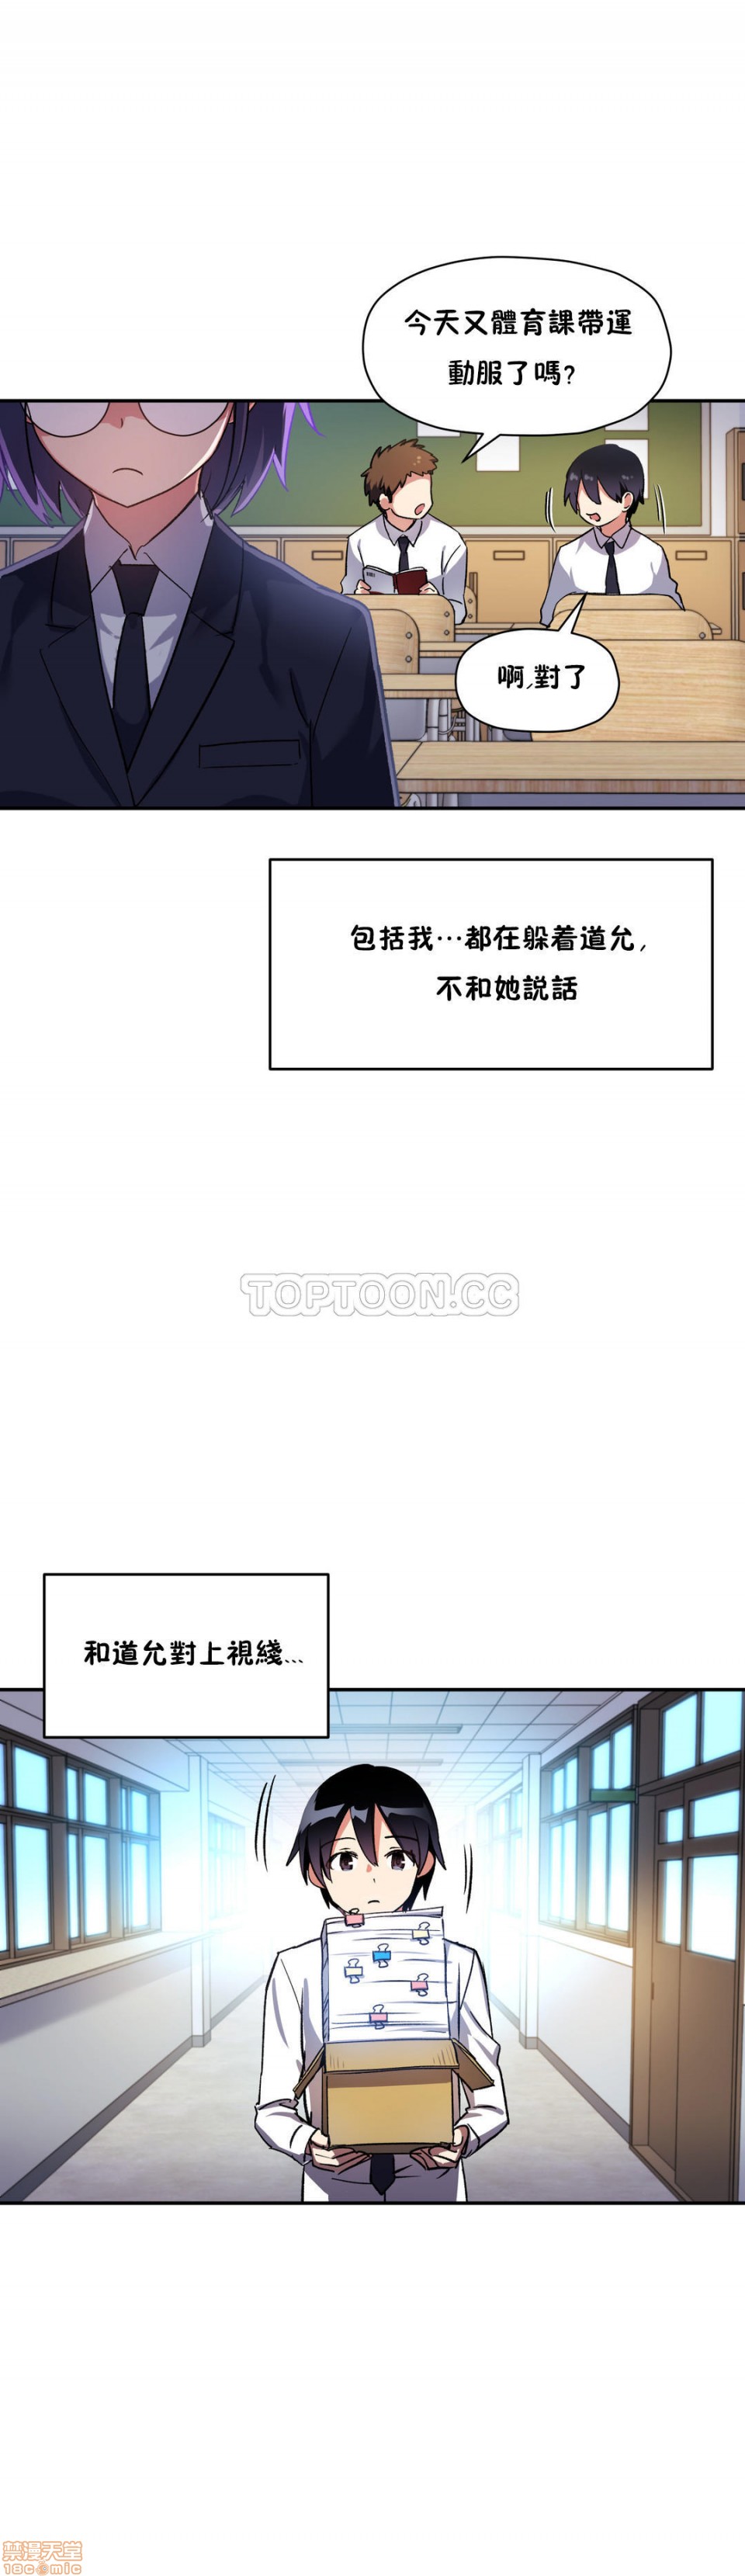 今天又體育課帶運
動服了嗎?
啊,對了
包括我…都在躲着道允,
不和她説話
TOPTOON.CC
和道允對上視綫...
禁漫天堂
18comic